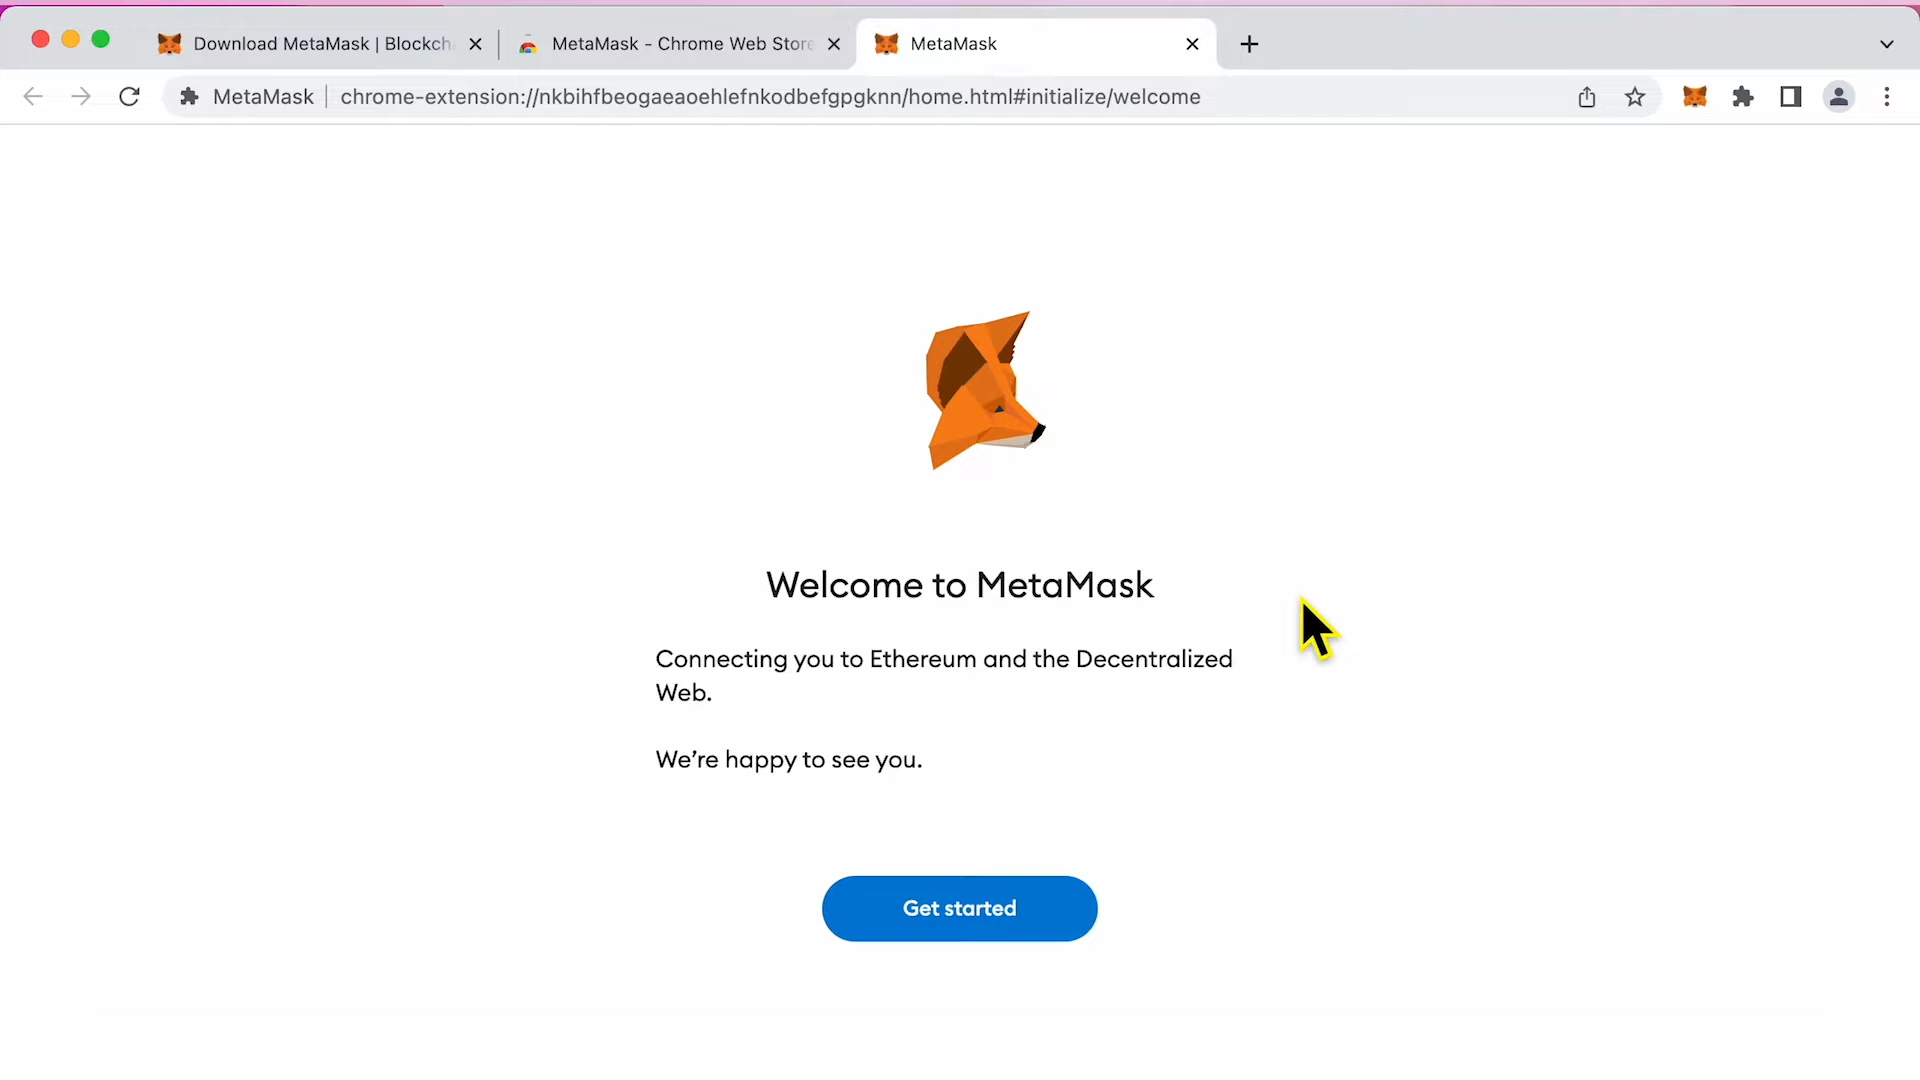 Download MetaMask | Blockch
MetaMask - Chrome Web Store
MetaMask
MetaMask
chrome-extension://nkbihfbeogaeaoehlefnkodbefgpgknn/home.html#initialize/welcome
Welcome to MetaMask
Connecting you to Ethereum and the Decentralized
Web.
We’re happy to see you.
Get started